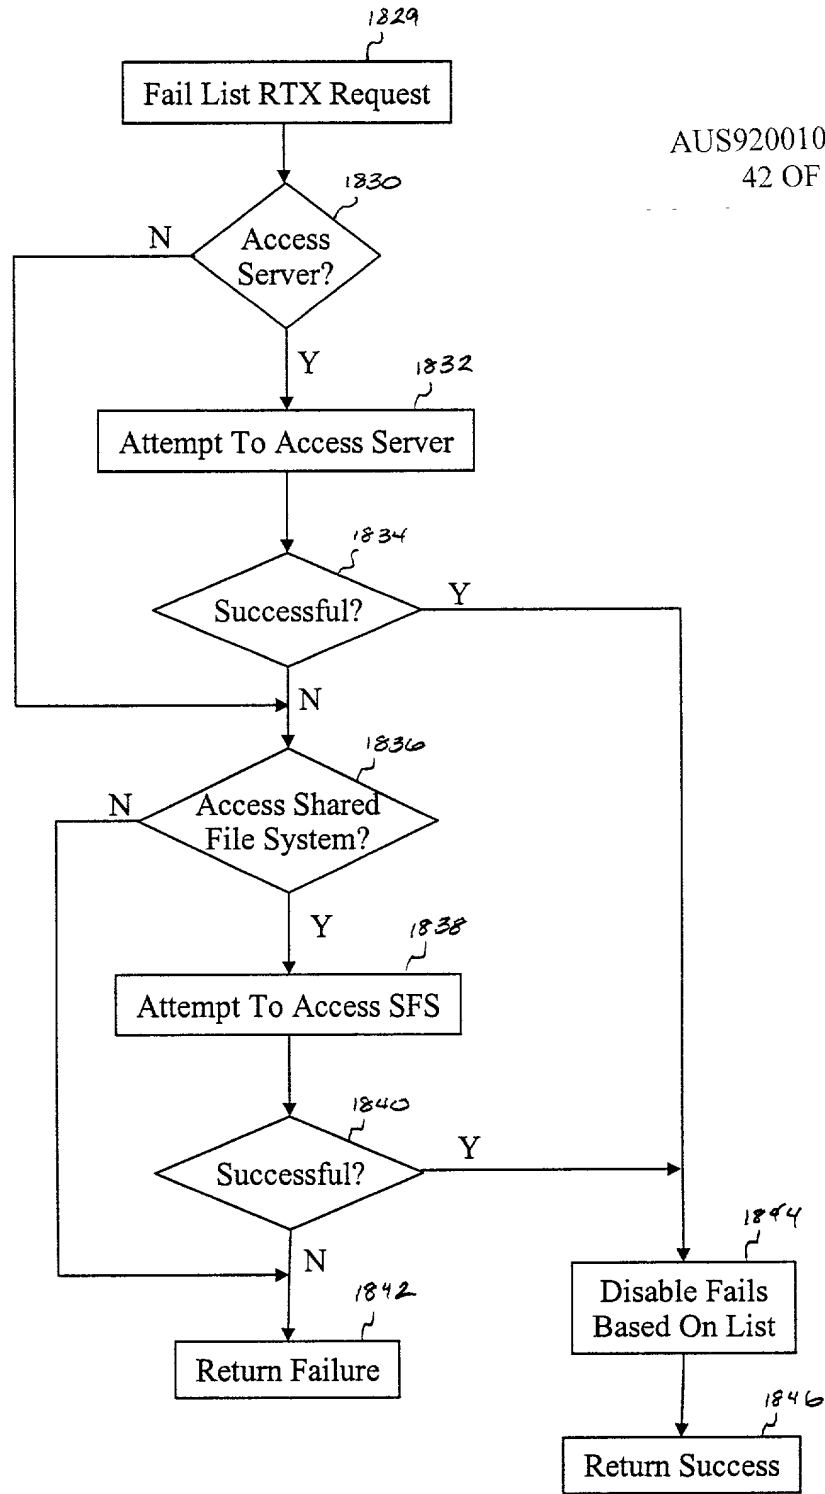 1829
Fail List RTX Request
AUS920010
42 OF
1830
N
Access
Server?
Y
1832
Attempt To Access Server
1834
Successful?
Y
N
1836
N
Access Shared
File System?
Y
1838
Attempt To Access SFS
1840
Successful?
Y
N
1844
Disable Fails
Based On List
1842
Return Failure
1846
Return Success